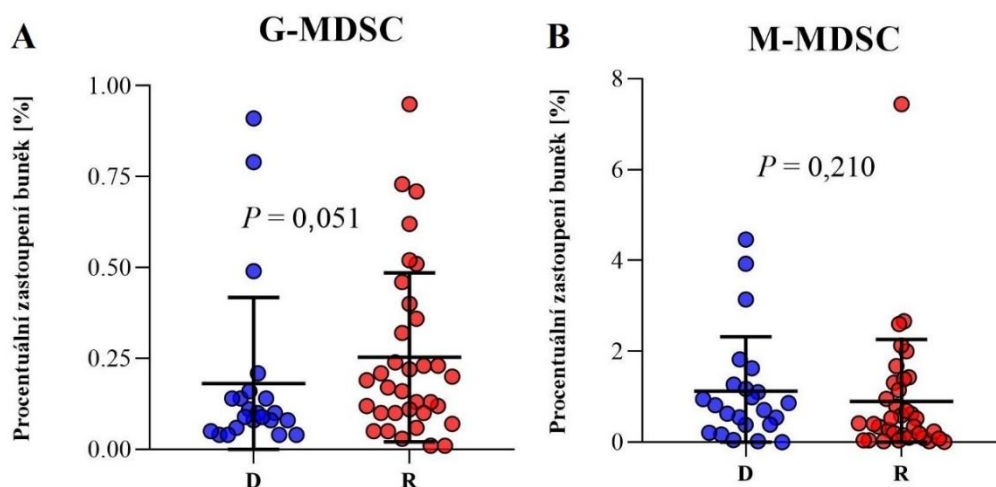 A
G-MDSC
Procentuální zastoupení buněk [%]
1.00
0.75
0.50
0.25
0.00
P = 0,051
D
R
B
M-MDSC
Procentuální zastoupení buněk [%]
8
6
4
2
0
P = 0,210
D
R